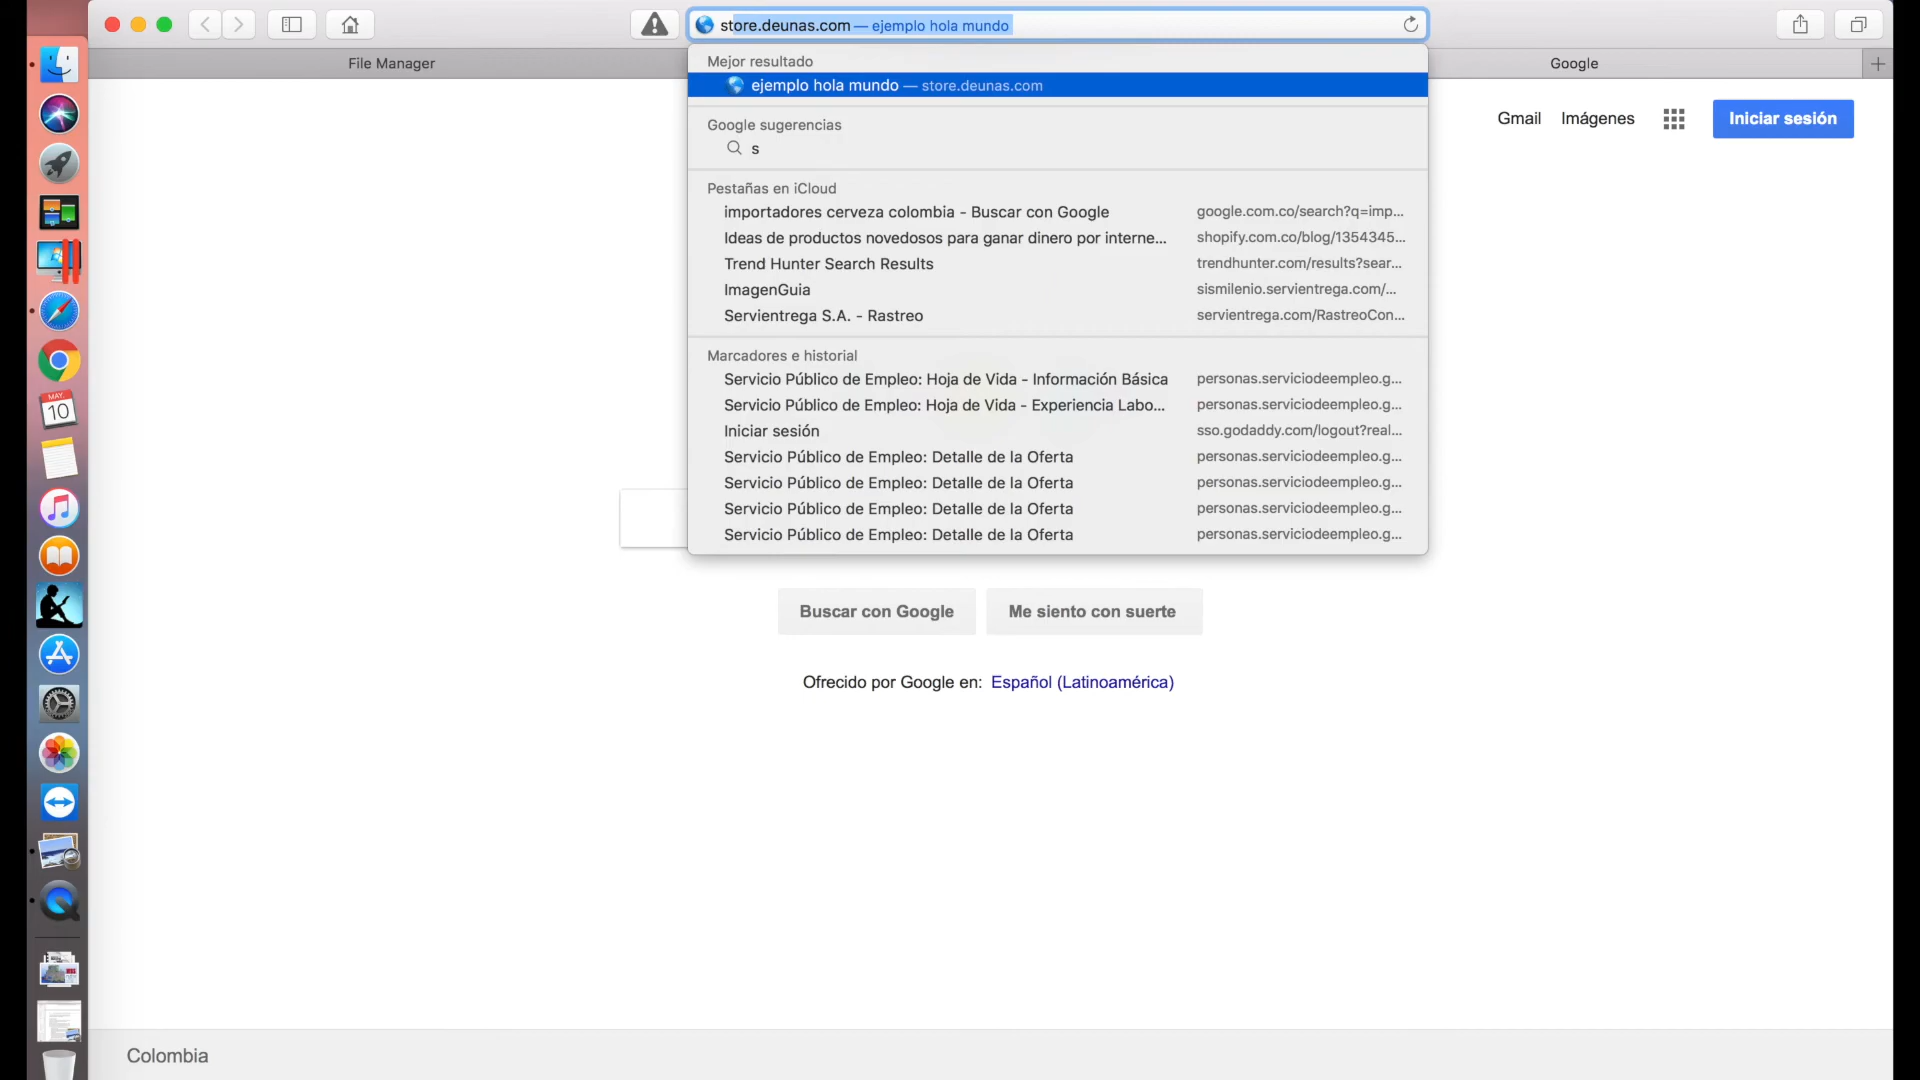 store.deunas.com — ejemplo hola mundo
File Manager
Google
Mejor resultado
ejemplo hola mundo — store.deunas.com
Google sugerencias
s
Pestañas en iCloud
importadores cerveza colombia - Buscar con Google google.com.co/search?q=imp...
Ideas de productos novedosos para ganar dinero por interne... shopify.com.co/blog/1354345...
Trend Hunter Search Results trendhunter.com/results?sear...
ImagenGuia sismilenio.servientrega.com/...
Servientrega S.A. - Rastreo servientrega.com/RastreoCon...
Marcadores e historial
Servicio Público de Empleo: Hoja de Vida - Información Básica personas.serviciodeempleo.g...
Servicio Público de Empleo: Hoja de Vida - Experiencia Labo... personas.serviciodeempleo.g...
Iniciar sesión sso.godaddy.com/logout?real...
Servicio Público de Empleo: Detalle de la Oferta personas.serviciodeempleo.g...
Servicio Público de Empleo: Detalle de la Oferta personas.serviciodeempleo.g...
Servicio Público de Empleo: Detalle de la Oferta personas.serviciodeempleo.g...
Servicio Público de Empleo: Detalle de la Oferta personas.serviciodeempleo.g...
Gmail Imágenes Iniciar sesión
MAY.
10
Buscar con Google Me siento con suerte
Ofrecido por Google en: Español (Latinoamérica)
Colombia